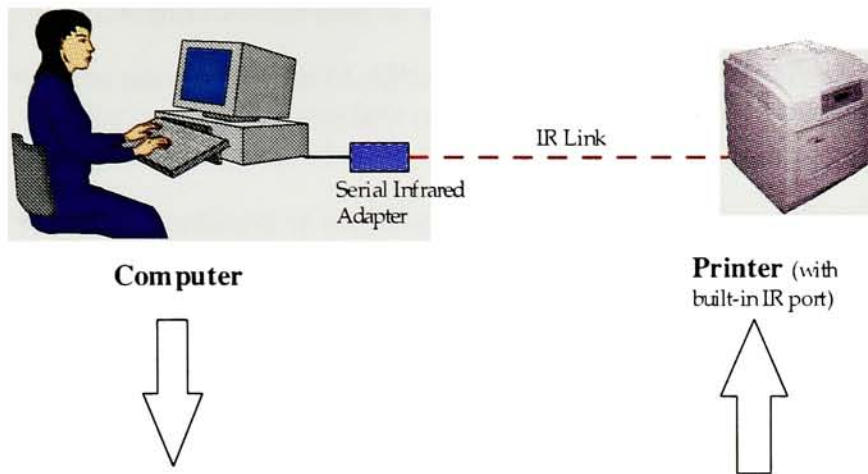 IR Link
Serial Infrared
Adapter
Computer
Printer (with
built-in IR port)